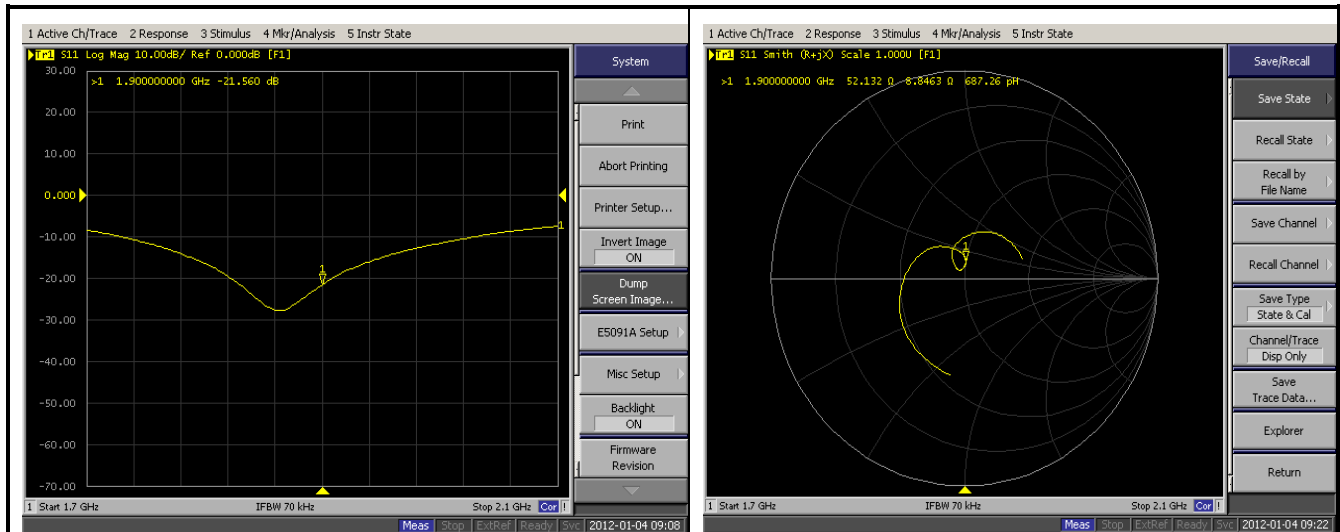 1 Active Ch/Trace 2 Response 3 Stimulus 4 Mkr/Analysis 5 Instr State
Tr1 S11 Log Mag 10.00dB/ Ref 0.000dB [F1]
30.00
>1 1.900000000 GHz -21.560 dB
20.00
10.00
0.000
-10.00
-20.00
-30.00
-40.00
-50.00
-60.00
-70.00
1
1
1 Start 1.7 GHz IFBW 70 kHz Stop 2.1 GHz Cor !
Meas Stop ExtRef Ready Svc 2012-01-04 09:08
System
Print
Abort Printing
Printer Setup...
Invert Image
ON
Dump
Screen Image...
E5091A Setup
Misc Setup
Backlight
ON
Firmware
Revision
1 Active Ch/Trace 2 Response 3 Stimulus 4 Mkr/Analysis 5 Instr State
Tr1 S11 Smith (R+jX) Scale 1.000U [F1]
>1 1.900000000 GHz 52.132 Ω 8.8463 Ω 687.26 pH
1
1 Start 1.7 GHz IFBW 70 kHz Stop 2.1 GHz Cor !
Meas Stop ExtRef Ready Svc 2012-01-04 09:22
Save/Recall
Save State
Recall State
Recall by
File Name
Save Channel
Recall Channel
Save Type
State & Cal
Channel/Trace
Disp Only
Save
Trace Data...
Explorer
Return